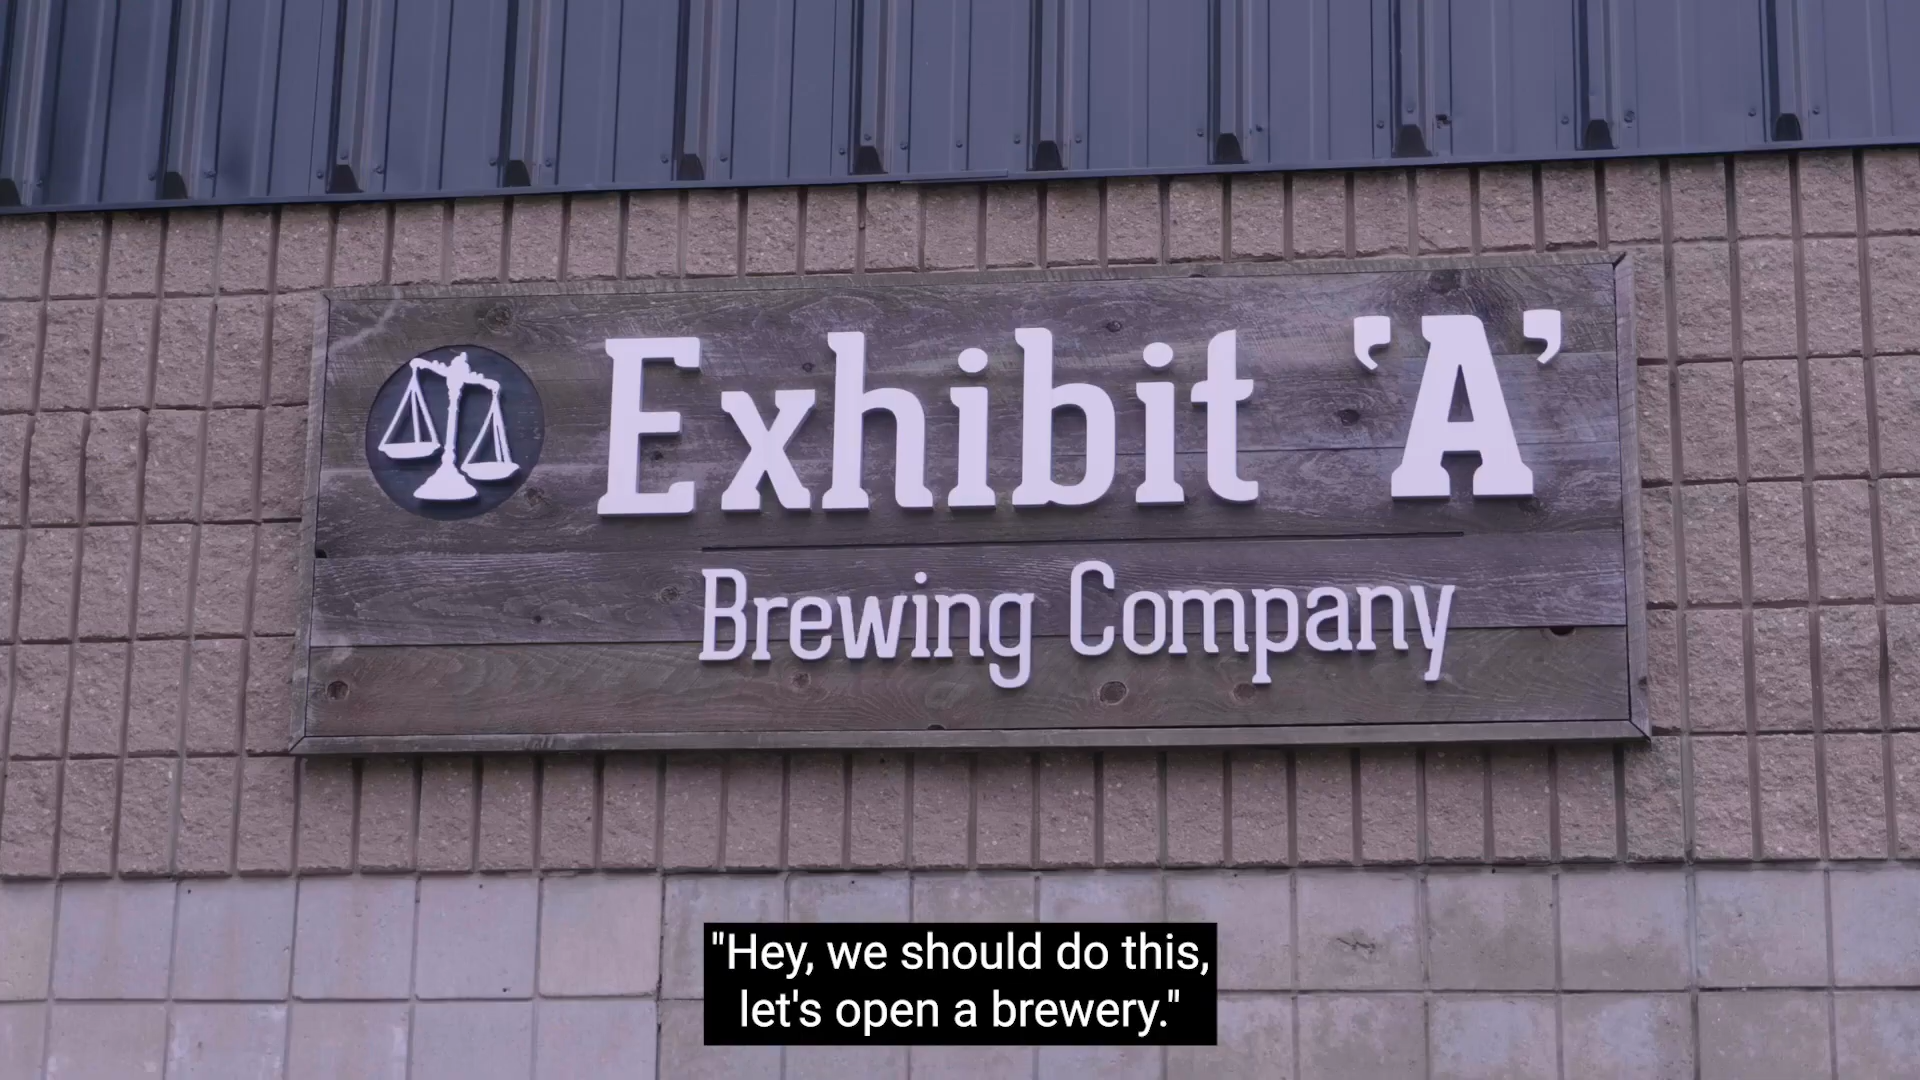 Exhibit 'A'
Brewing Company
"Hey, we should do this,
let's open a brewery."